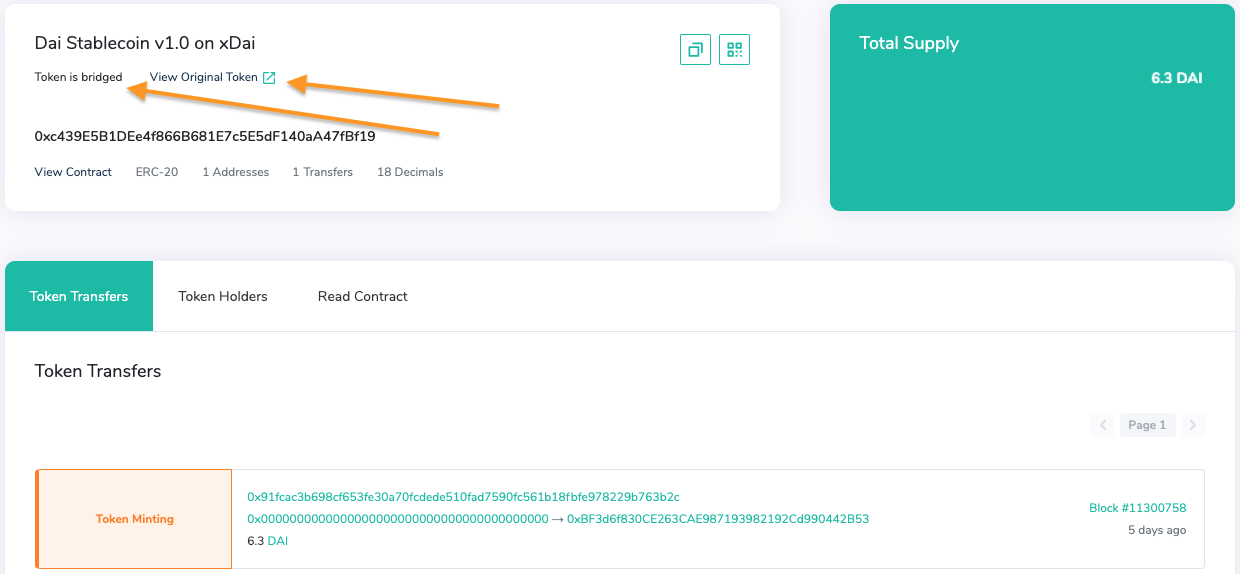 Dai Stablecoin v1.0 on xDai
Token is bridged View Original Token
0xc439E5B1DEe4f866B681E7c5E5dF140aA47fBf19
View Contract ERC-20 1 Addresses 1 Transfers 18 Decimals
Total Supply
6.3 DAI
Token Transfers Token Holders Read Contract
Token Transfers
Page 1
Token Minting
0x91fcac3b698cf653fe30a70fcdede510fad7590fc561b18fbfe978229b763b2c
0x0000000000000000000000000000000000000000 → 0xBF3d6f830CE263CAE987193982192Cd990442B53
6.3 DAI
Block #11300758
5 days ago